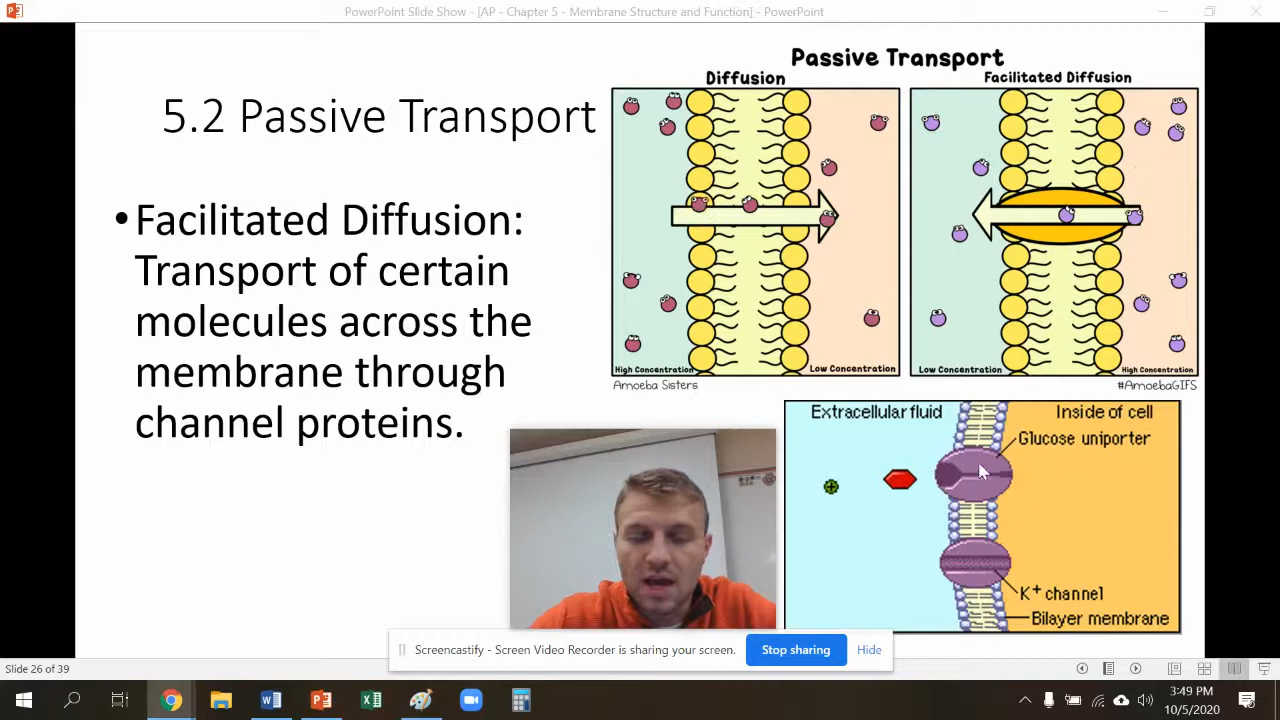 PowerPoint Slide Show - [AP - Chapter 5 - Membrane Structure and Function] - PowerPoint
5.2 Passive Transport
• Facilitated Diffusion:
Transport of certain
molecules across the
membrane through
channel proteins.
Passive Transport
Diffusion
Facilitated Diffusion
High Concentration
Low Concentration
Low Concentration
High Concentration
Amoeba Sisters
#AmoebaGIFS
Extracellular fluid
Inside of cell
Glucose uniporter
K+ channel
Bilayer membrane
Screencastify - Screen Video Recorder is sharing your screen.
Stop sharing
Hide
Slide 26 of 39
3:49 PM
10/5/2020